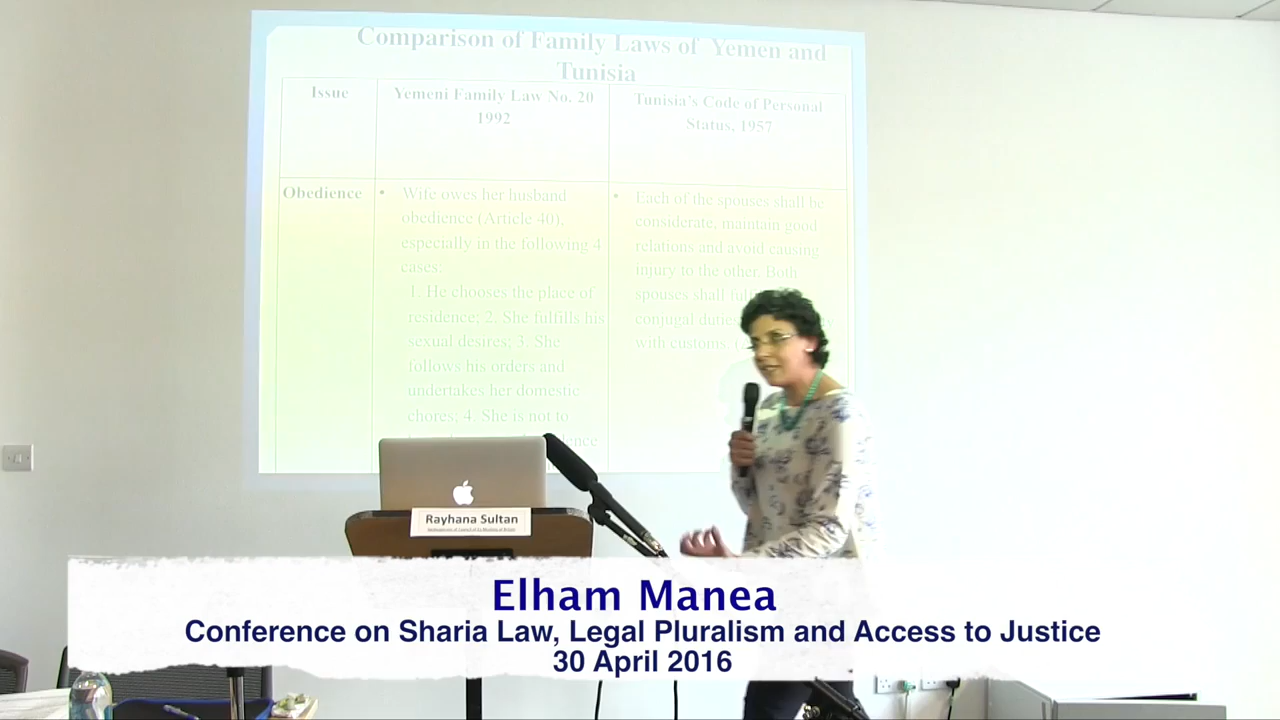 Comparison of Family Laws of Yemen and
Tunisia
Issue
Yemeni Family Law No. 20
1992
Tunisia's Code of Personal
Status, 1957
Obedience
• Wife owes her husband
obedience (Article 40),
especially in the following 4
cases:
1. He chooses the place of
residence; 2. She fulfills his
sexual desires; 3. She
follows his orders and
undertakes her domestic
chores; 4. She is not to
• Each of the spouses shall be
considerate, maintain good
relations and avoid causing
injury to the other. Both
spouses shall
conjugal
with customs.
Rayhana Sultan
Elham Manea
Conference on Sharia Law, Legal Pluralism and Access to Justice
30 April 2016